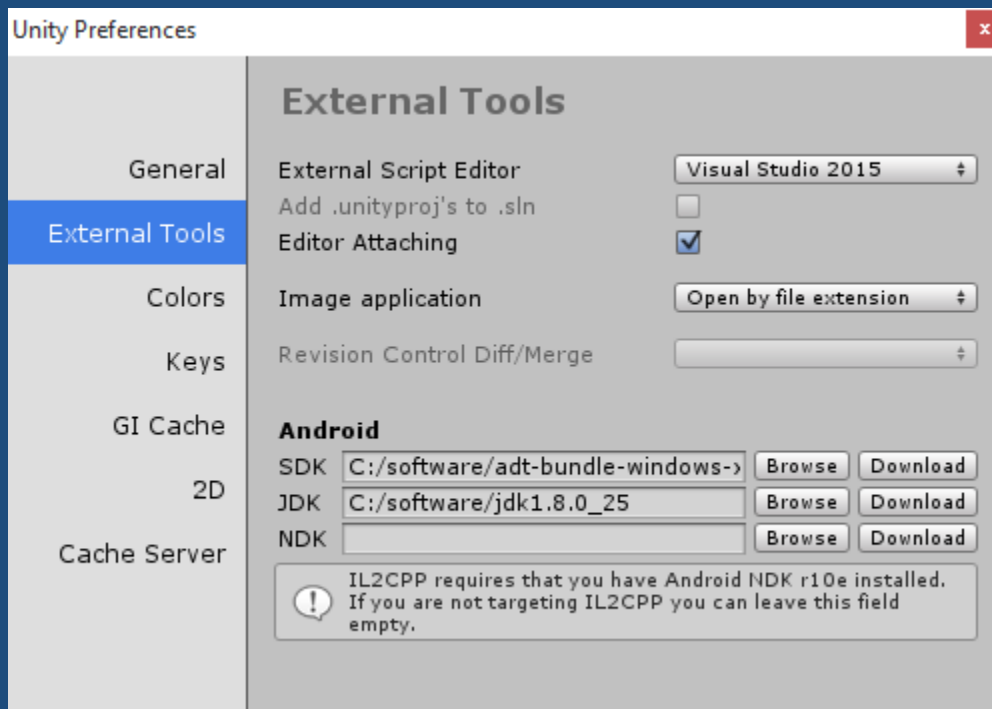 Unity Preferences
x
External Tools
General
External Tools
Colors
Keys
GI Cache
2D
Cache Server
External Script Editor Visual Studio 2015
Add .unityproj's to .sln
Editor Attaching
Image application Open by file extension
Revision Control Diff/Merge
Android
SDK C:/software/adt-bundle-windows-x Browse Download
JDK C:/software/jdk1.8.0_25 Browse Download
NDK Browse Download
IL2CPP requires that you have Android NDK r10e installed.
If you are not targeting IL2CPP you can leave this field
empty.